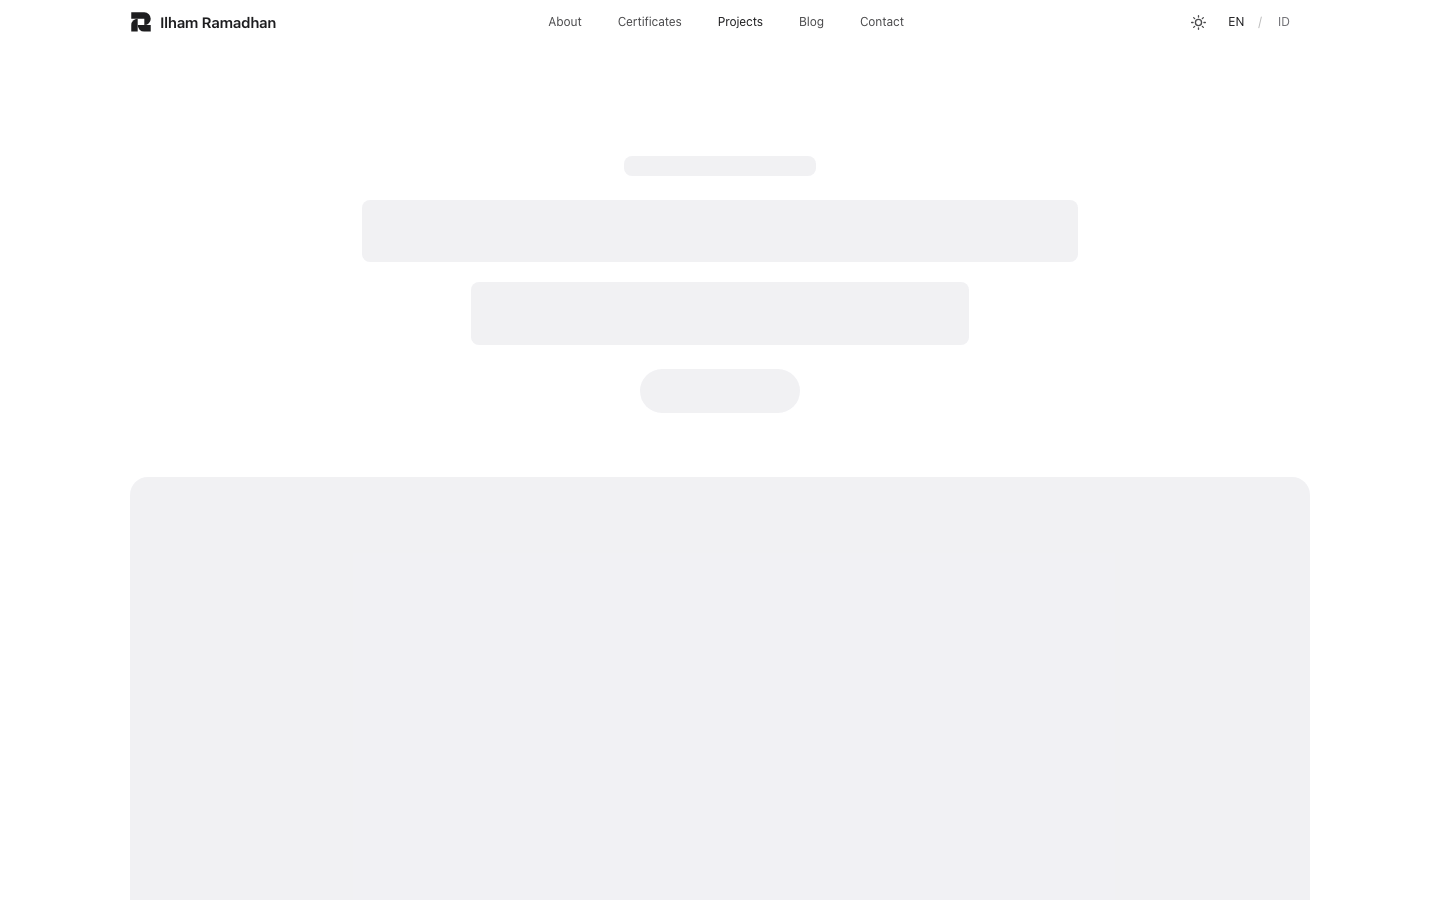 Ilham Ramadhan
About
Certificates
Projects
Blog
Contact
EN / ID